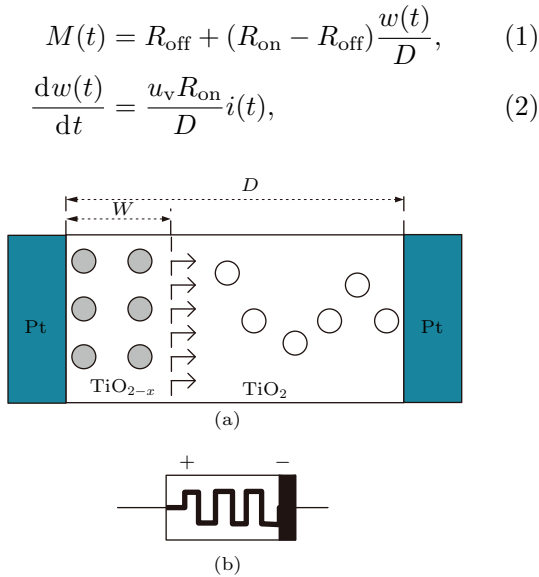 M(t) = R_off + (R_on − R_off) w(t)/D, (1)
dw(t)/dt = u_v R_on/D i(t), (2)
D
W
Pt
Pt
TiO_{2−x}
TiO_2
(a)
+ −
(b)